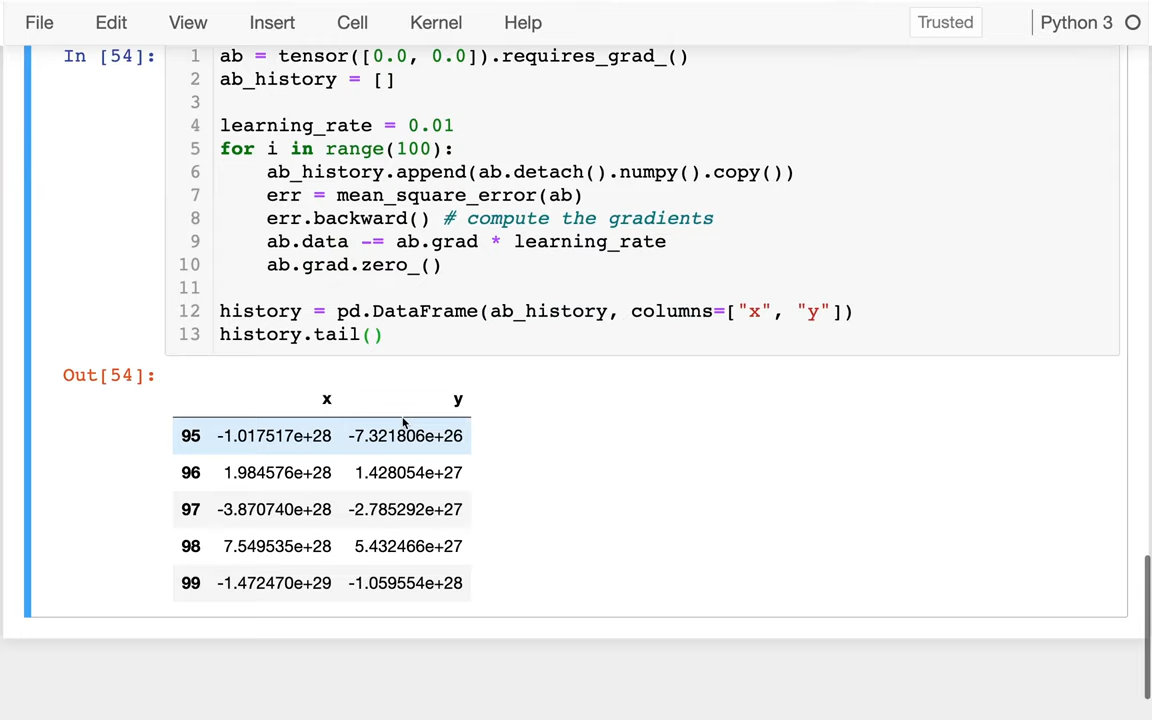 File Edit View Insert Cell Kernel Help Trusted Python 3
In [54]:
1 ab = tensor([0.0, 0.0]).requires_grad_()
2 ab_history = []
3
4 learning_rate = 0.01
5 for i in range(100):
6     ab_history.append(ab.detach().numpy().copy())
7     err = mean_square_error(ab)
8     err.backward() # compute the gradients
9     ab.data -= ab.grad * learning_rate
10     ab.grad.zero_()
11
12 history = pd.DataFrame(ab_history, columns=["x", "y"])
13 history.tail()
Out[54]:
x y
95 -1.017517e+28 -7.321806e+26
96 1.984576e+28 1.428054e+27
97 -3.870740e+28 -2.785292e+27
98 7.549535e+28 5.432466e+27
99 -1.472470e+29 -1.059554e+28